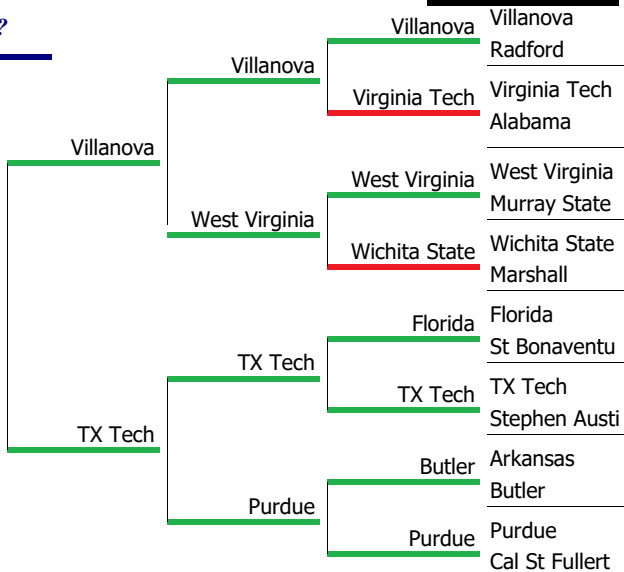 ?
Villanova
TX Tech
Villanova
West Virginia
TX Tech
Purdue
Villanova
Virginia Tech
West Virginia
Wichita State
Florida
TX Tech
Butler
Purdue
Villanova
Radford
Virginia Tech
Alabama
West Virginia
Murray State
Wichita State
Marshall
Florida
St Bonaventu
TX Tech
Stephen Austi
Arkansas
Butler
Purdue
Cal St Fullert